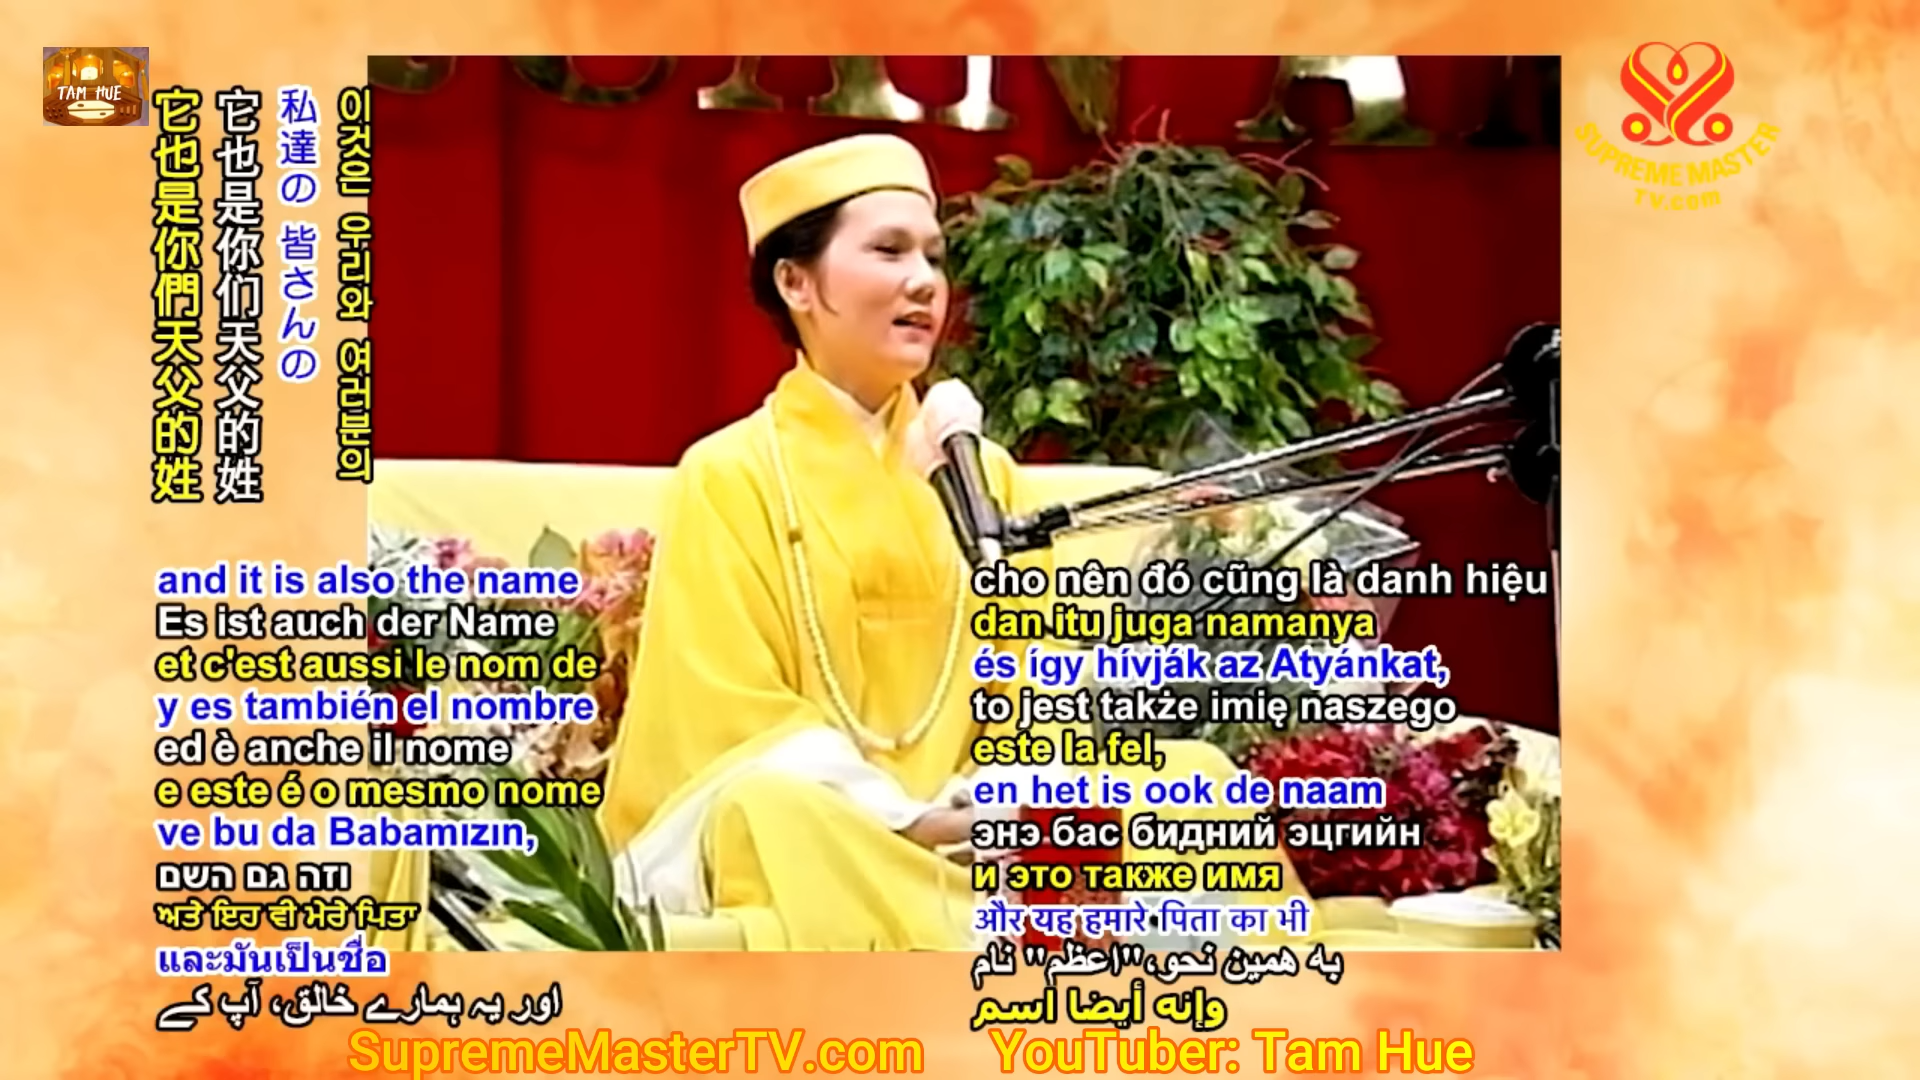 TAM HUE
SUPREME MASTER
TV.com
이것은 우리와 여러분의
私達の 皆さんの
它也是你们天父的姓
它也是你們天父的姓
and it is also the name
Es ist auch der Name
et c'est aussi le nom de
y es también el nombre
ed è anche il nome
e este é o mesmo nome
ve bu da Babamızın,
וזה גם השם
ਅਤੇ ਇਹ ਵੀ ਮੇਰੇ ਪਿਤਾ
และมันเป็นชื่อ
اور یہ ہمارے خالق، آپ کے
cho nên đó cũng là danh hiệu
dan itu juga namanya
és így hívják az Atyánkat,
to jest także imię naszego
este la fel,
en het is ook de naam
энэ бас бидний эцгийн
и это также имя
और यह हमारे पिता का भी
به همین نحو،"اعظم" نام
وإنه أيضا اسم
SupremeMasterTV.com YouTuber: Tam Hue